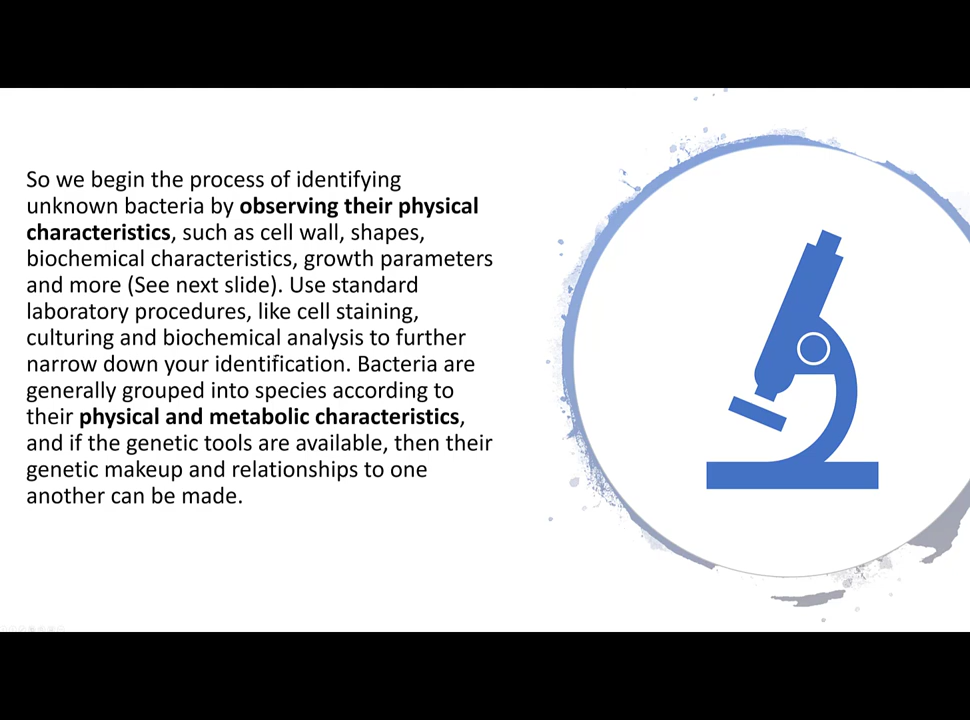 So we begin the process of identifying
unknown bacteria by observing their physical
characteristics, such as cell wall, shapes,
biochemical characteristics, growth parameters
and more (See next slide). Use standard
laboratory procedures, like cell staining,
culturing and biochemical analysis to further
narrow down your identification. Bacteria are
generally grouped into species according to
their physical and metabolic characteristics,
and if the genetic tools are available, then their
genetic makeup and relationships to one
another can be made.